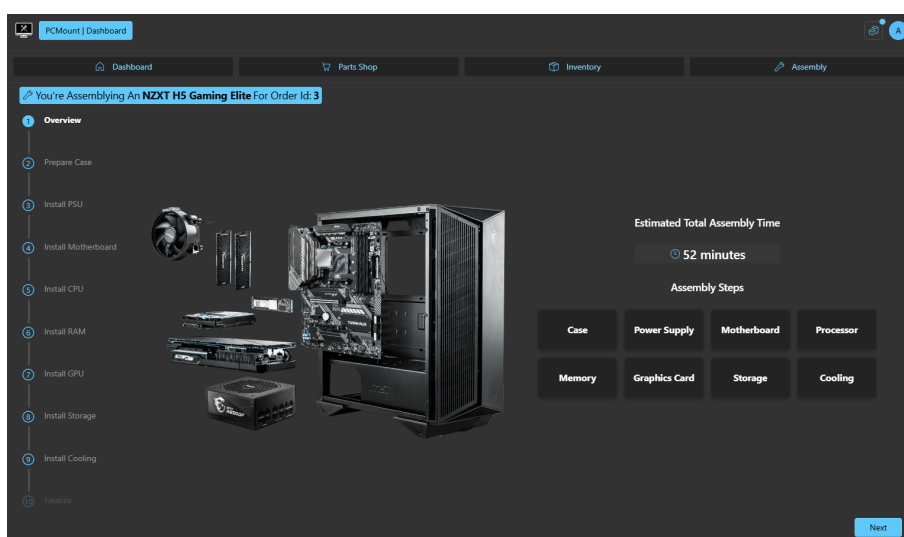 PCMount | Dashboard
A
Dashboard
Parts Shop
Inventory
Assembly
You're Assemblying An NZXT H5 Gaming Elite For Order Id: 3
1 Overview
2 Prepare Case
3 Install PSU
4 Install Motherboard
5 Install CPU
6 Install RAM
7 Install GPU
8 Install Storage
9 Install Cooling
10 Finalize
Estimated Total Assembly Time
52 minutes
Assembly Steps
Case
Power Supply
Motherboard
Processor
Memory
Graphics Card
Storage
Cooling
msi
Next